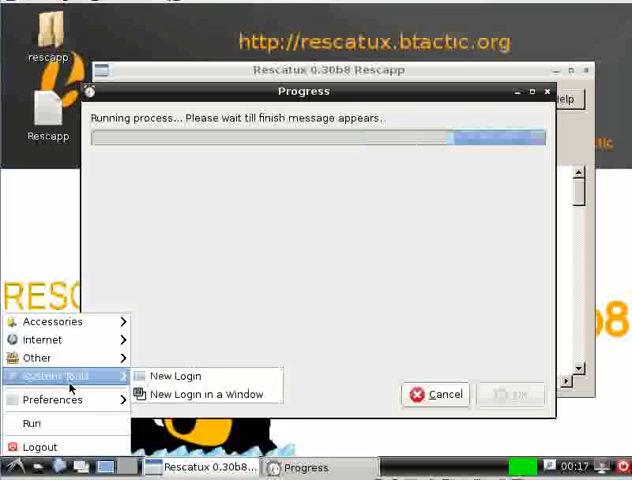 http://rescatux.btactic.org
rescapp
Rescatux 0.30b8 Rescapp
Progress
elp
Running process... Please wait till finish message appears.
Rescapp
RESC
b8
Accessories
Internet
Other
System Tools
New Login
New Login in a Window
Preferences
Cancel
OK
Run
Logout
Rescatux 0.30b8...
Progress
00:17